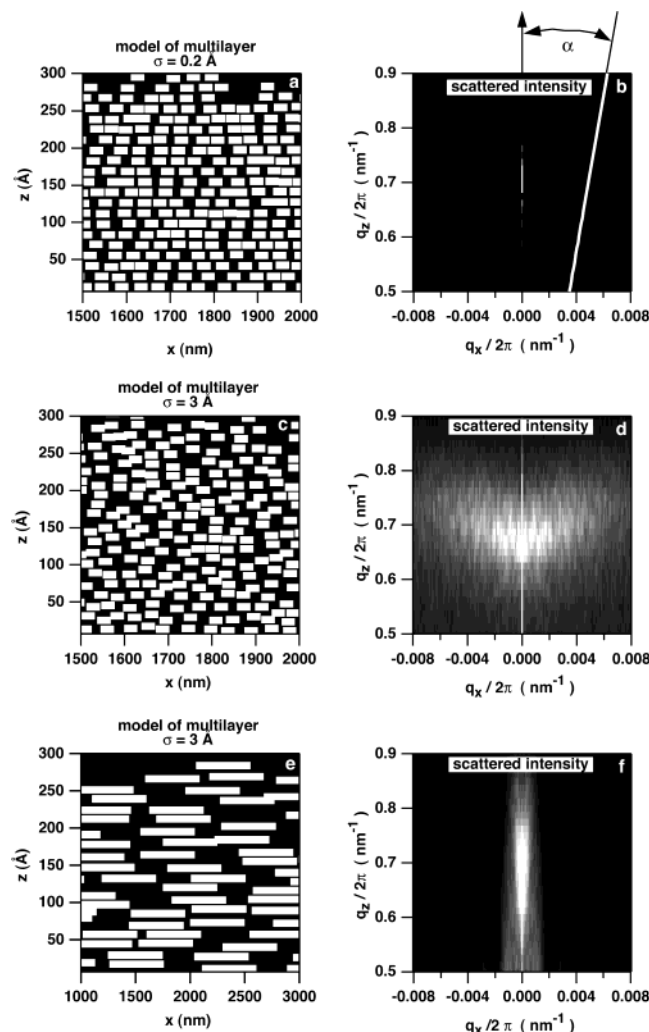 model of multilayer
σ = 0.2 Å
a
300
250
200
150
100
50
z (Å)
1500 1600 1700 1800 1900 2000
x (nm)
α
scattered intensity b
0.9
0.8
0.7
0.6
0.5
q_z / 2π ( nm^-1)
-0.008 -0.004 0.000 0.004 0.008
q_x / 2π ( nm^-1)
model of multilayer
σ = 3 Å
c
300
250
200
150
100
50
z (Å)
1500 1600 1700 1800 1900 2000
x (nm)
scattered intensity d
0.9
0.8
0.7
0.6
0.5
q_z / 2π ( nm^-1)
-0.008 -0.004 0.000 0.004 0.008
q_x / 2π ( nm^-1)
model of multilayer
σ = 3 Å
e
300
250
200
150
100
50
z (Å)
1000 1500 2000 2500 3000
x (nm)
scattered intensity f
0.9
0.8
0.7
0.6
0.5
q_z / 2π ( nm^-1)
-0.008 -0.004 0.000 0.004 0.008
q_x / 2 π ( nm^-1)